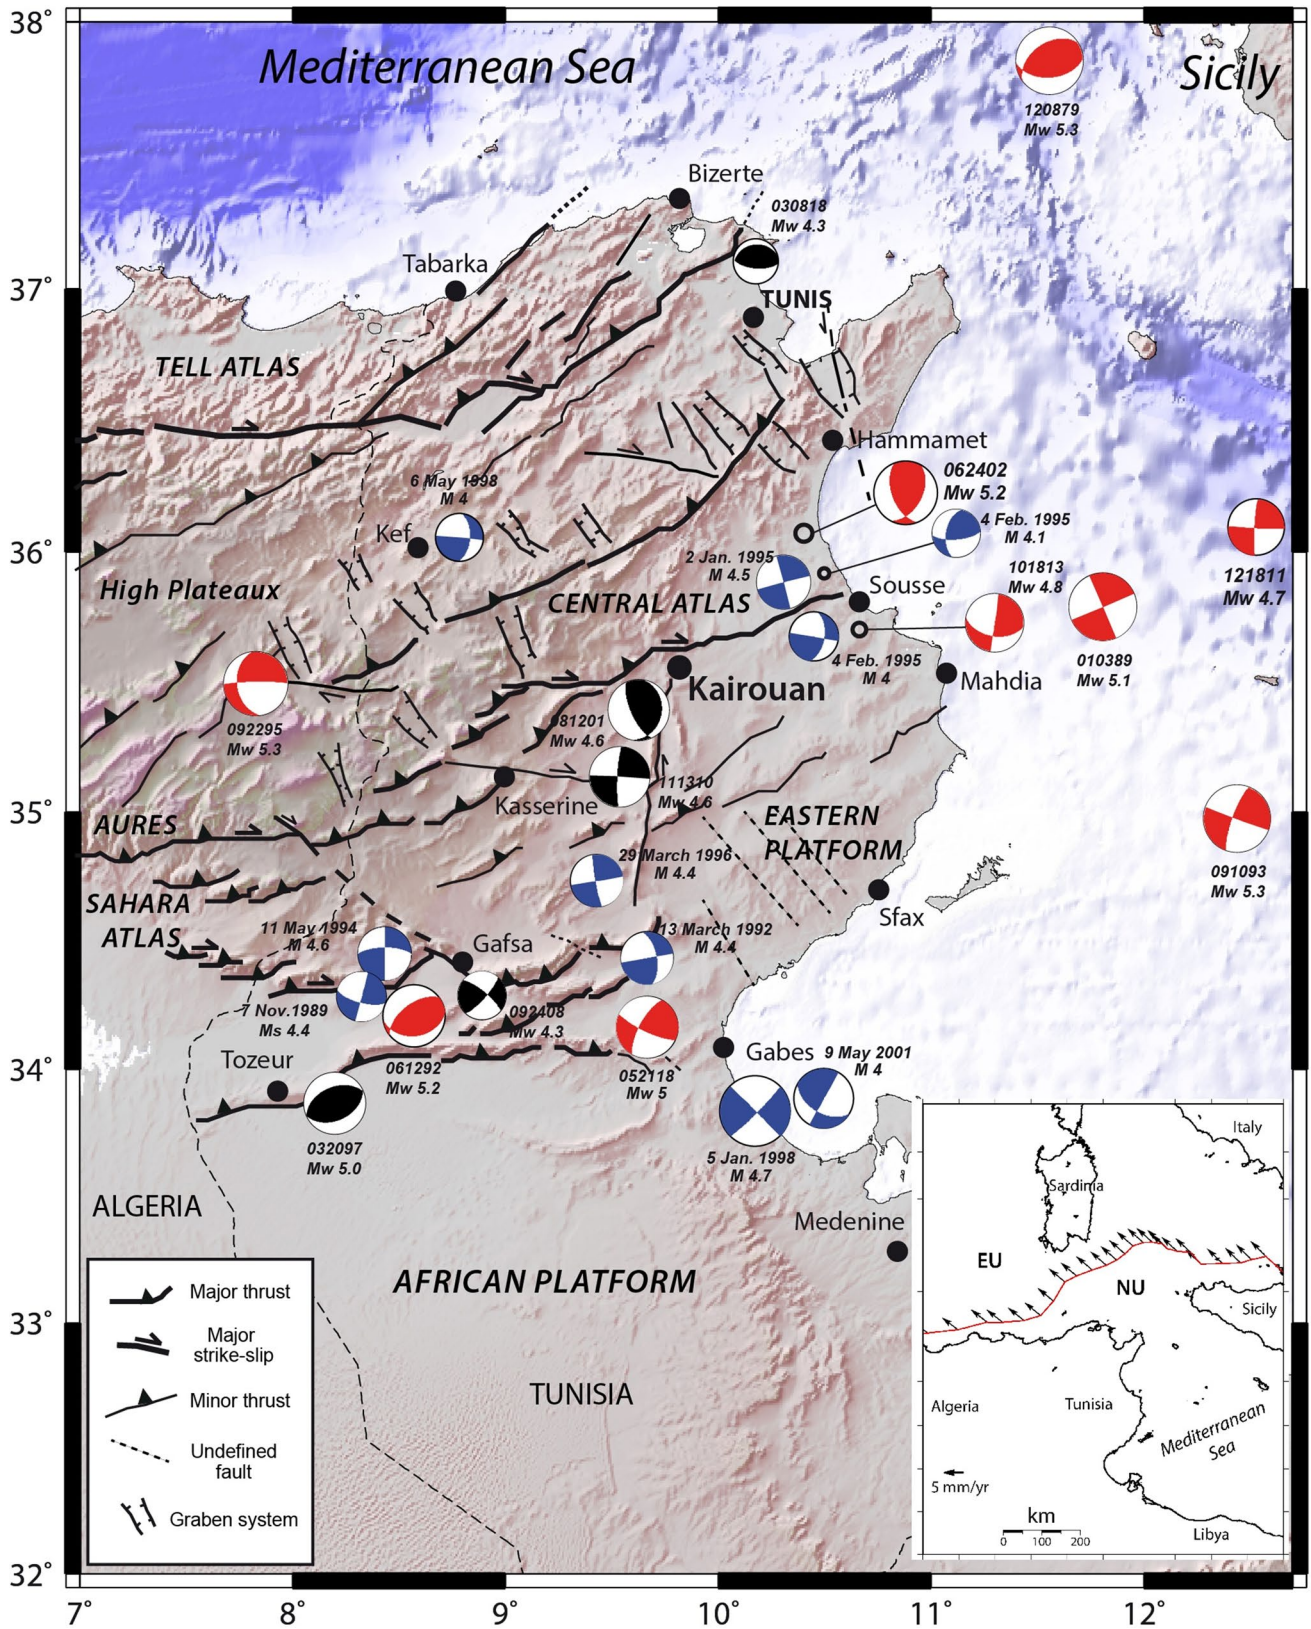 38°
Mediterranean Sea
Sicily
120879
Mw 5.3
Bizerte
030818
Mw 4.3
Tabarka
37°
TUNIS
TELL ATLAS
Hammamet
062402
Mw 5.2
6 May 1998
M 4
Kef
4 Feb. 1995
M 4.1
36°
2 Jan. 1995
M 4.5
101813
Mw 4.8
121811
Mw 4.7
High Plateaux
CENTRAL ATLAS
Sousse
4 Feb. 1995
M 4
010389
Mw 5.1
Kairouan
Mahdia
092295
Mw 5.3
981201
Mw 4.6
111310
Mw 4.6
Kasserine
35°
AURES
EASTERN
PLATFORM
29 March 1996
M 4.4
091093
Mw 5.3
SAHARA
ATLAS
Sfax
11 May 1994
M 4.6
Gafsa
13 March 1992
M 4.4
7 Nov.1989
Ms 4.4
092408
Mw 4.3
Tozeur
061292
Mw 5.2
052118
Mw 5
Gabes
9 May 2001
M 4
34°
032097
Mw 5.0
5 Jan. 1998
M 4.7
ALGERIA
Medenine
AFRICAN PLATFORM
TUNISIA
33°
32°
Major thrust
Major
strike-slip
Minor thrust
Undefined
fault
Graben system
Italy
Sardinia
EU
NU
Sicily
Algeria
Tunisia
Mediterranean
Sea
5 mm/yr
km
0 100 200
Libya
7° 8° 9° 10° 11° 12°